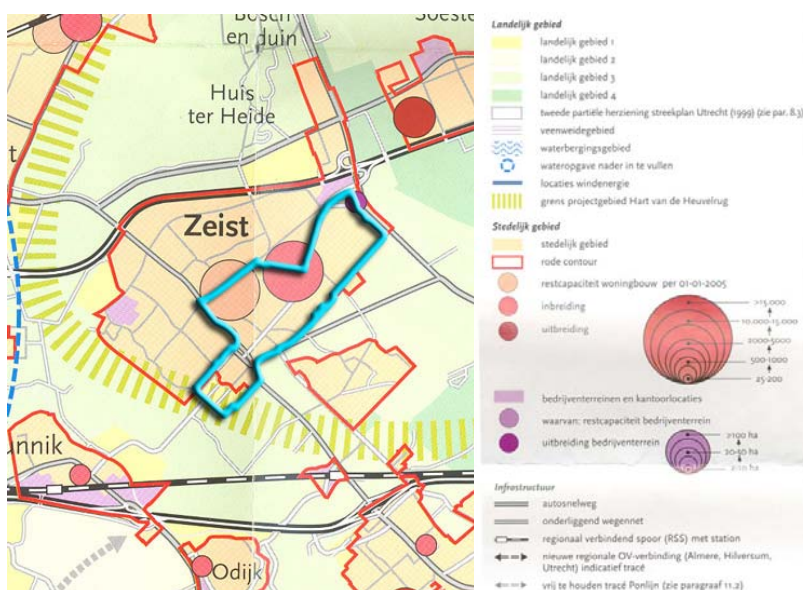 Bosch
en duin
Soeste
Huis
ter Heide
Zeist
unnik
Odijk
Landelijk gebied
landelijk gebied 1
landelijk gebied 2
landelijk gebied 3
landelijk gebied 4
tweede partiële herziening streekplan Utrecht (1999) (zie par. 8.3)
veenweidegebied
waterbergingsgebied
wateropgave nader in te vullen
locaties windenergie
grens projectgebied Hart van de Heuvelrug
Stedelijk gebied
stedelijk gebied
rode contour
restcapaciteit woningbouw per 01-01-2005
inbreiding
uitbreiding
>15.000
10.000-15.000
2000-5000
500-1000
25-200
bedrijventerreinen en kantoorlocaties
waarvan: restcapaciteit bedrijventerrein
uitbreiding bedrijventerrein
≥100 ha
20-50 ha
Infrastructuur
autosnelweg
onderliggend wegennet
regionaal verbindend spoor (RSS) met station
nieuwe regionale OV-verbinding (Almere, Hilversum,
Utrecht) indicatief tracé
vrij te houden tracé Ponlijn (zie paragraaf 11.2)